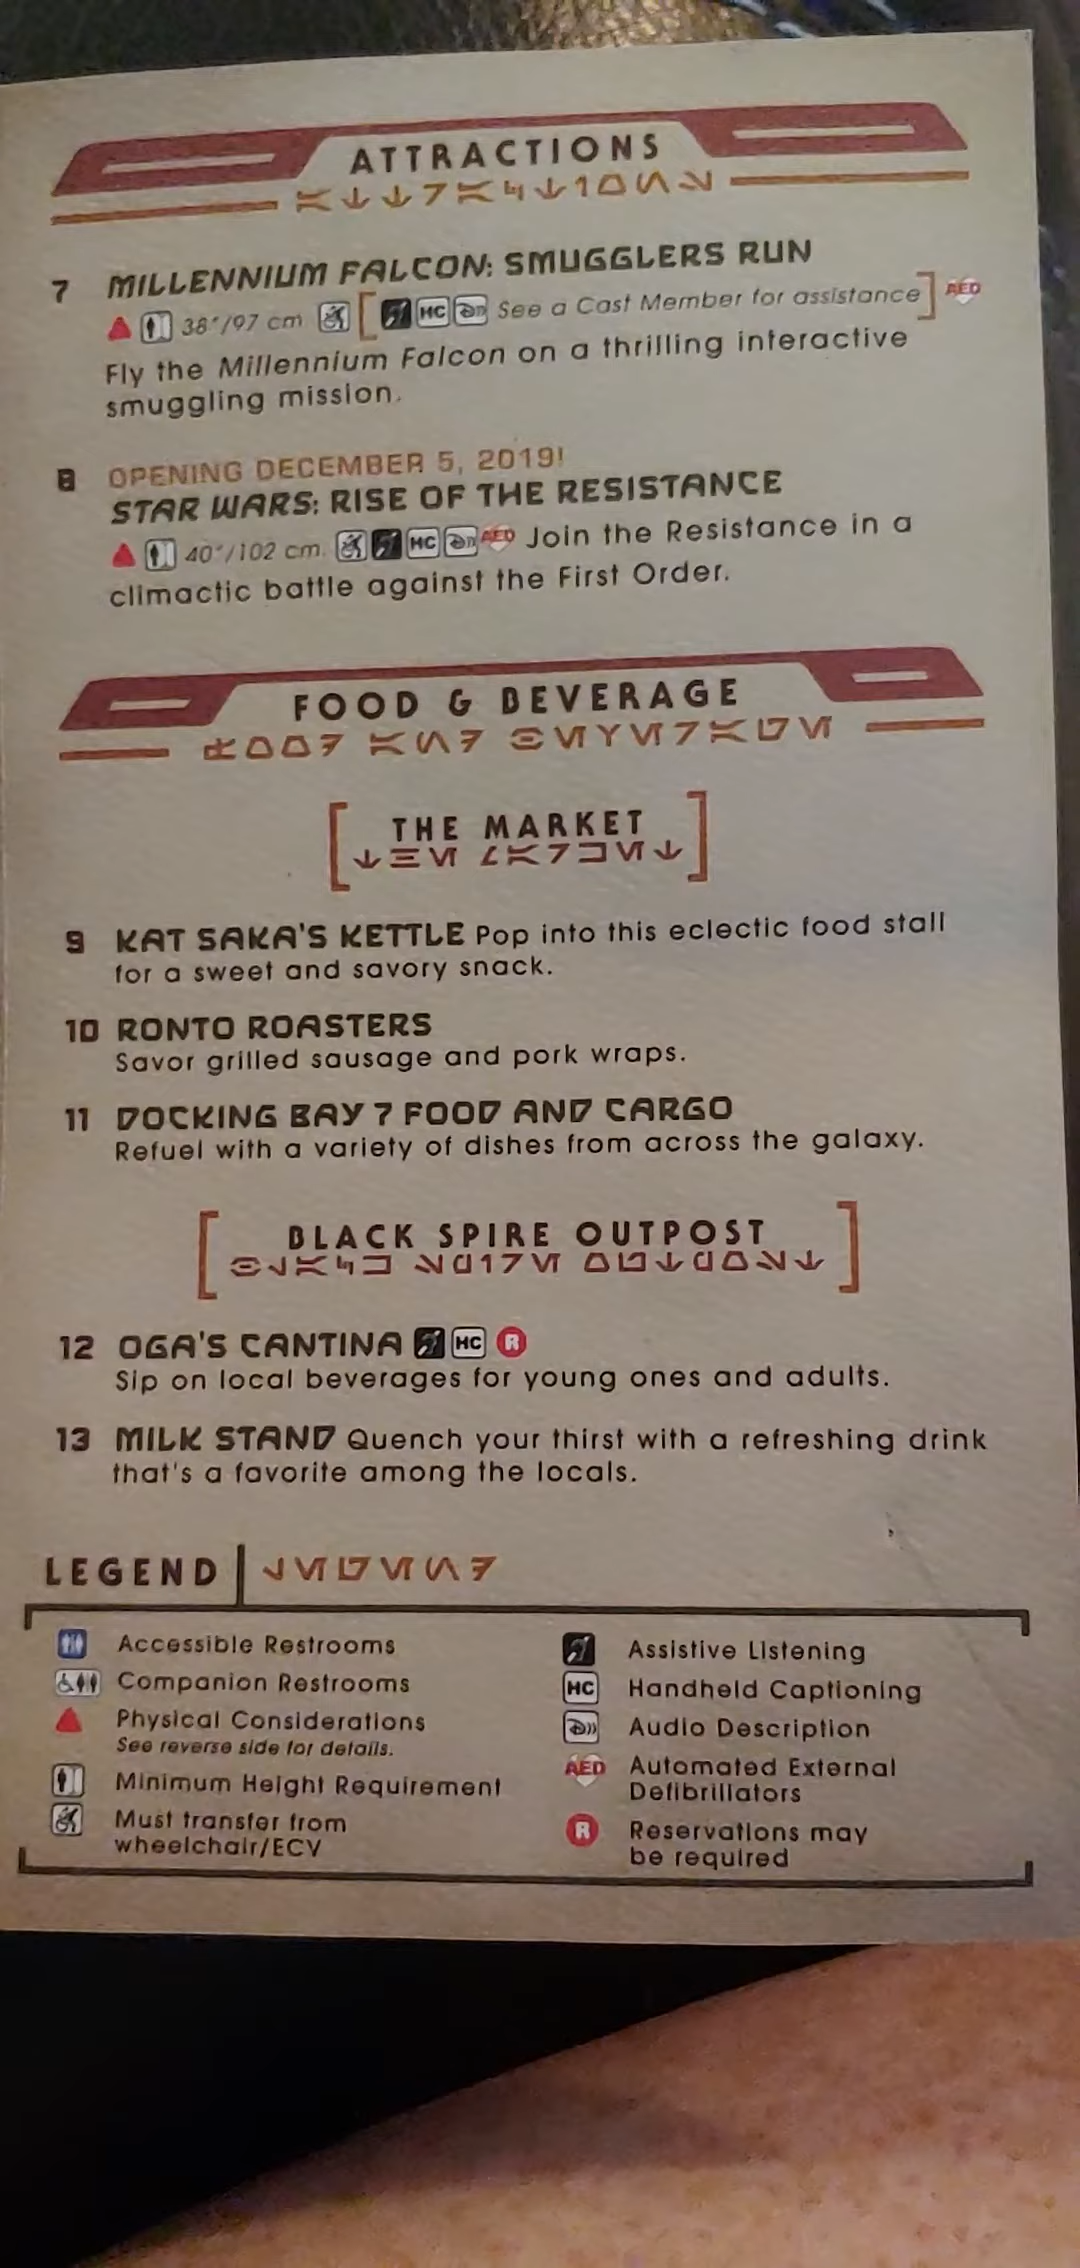 ATTRACTIONS
7 MILLENNIUM FALCON: SMUGGLERS RUN
38"/97 cm HC See a Cast Member for assistance AED
Fly the Millennium Falcon on a thrilling interactive
smuggling mission.
8 OPENING DECEMBER 5, 2019!
STAR WARS: RISE OF THE RESISTANCE
40"/102 cm. HC AED Join the Resistance in a
climactic battle against the First Order.
FOOD & BEVERAGE
THE MARKET
9 KAT SAKA'S KETTLE Pop into this eclectic food stall
for a sweet and savory snack.
10 RONTO ROASTERS
Savor grilled sausage and pork wraps.
11 DOCKING BAY 7 FOOD AND CARGO
Refuel with a variety of dishes from across the galaxy.
BLACK SPIRE OUTPOST
12 OGA'S CANTINA HC R
Sip on local beverages for young ones and adults.
13 MILK STAND Quench your thirst with a refreshing drink
that's a favorite among the locals.
LEGEND
Accessible Restrooms
Companion Restrooms
Physical Considerations
See reverse side for details.
Minimum Height Requirement
Must transfer from
wheelchair/ECV
Assistive Listening
HC Handheld Captioning
D Audio Description
AED Automated External
Defibrillators
R Reservations may
be required